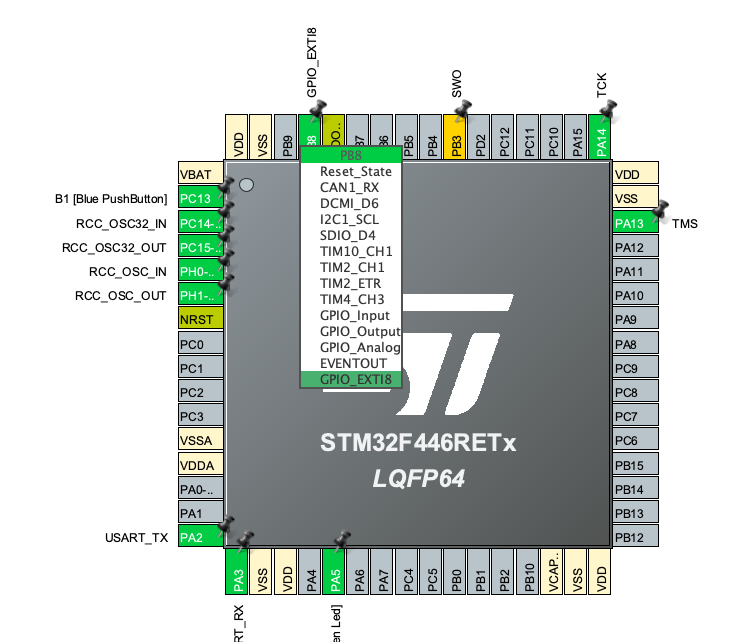 GPIO_EXTI8
SWO
TCK
VDD
VSS
PB9
B8
DO..
B7
B6
PB5
PB4
PB3
PD2
PC12
PC11
PC10
PA15
PA14
PB8
Reset_State
CAN1_RX
DCMI_D6
I2C1_SCL
SDIO_D4
TIM10_CH1
TIM2_CH1
TIM2_ETR
TIM4_CH3
GPIO_Input
GPIO_Output
GPIO_Analog
EVENTOUT
GPIO_EXTI8
VBAT
B1 [Blue PushButton] PC13
RCC_OSC32_IN PC14-..
RCC_OSC32_OUT PC15-..
RCC_OSC_IN PH0-..
RCC_OSC_OUT PH1-..
NRST
PC0
PC1
PC2
PC3
VSSA
VDDA
PA0-..
PA1
USART_TX PA2
VDD
VSS
PA13 TMS
PA12
PA11
PA10
PA9
PA8
PC9
PC8
PC7
PC6
PB15
PB14
PB13
PB12
STM32F446RETx
LQFP64
PA3
VSS
VDD
PA4
PA5
PA6
PA7
PC4
PC5
PB0
PB1
PB2
PB10
VCAP..
VSS
VDD
RT_RX
en Led]